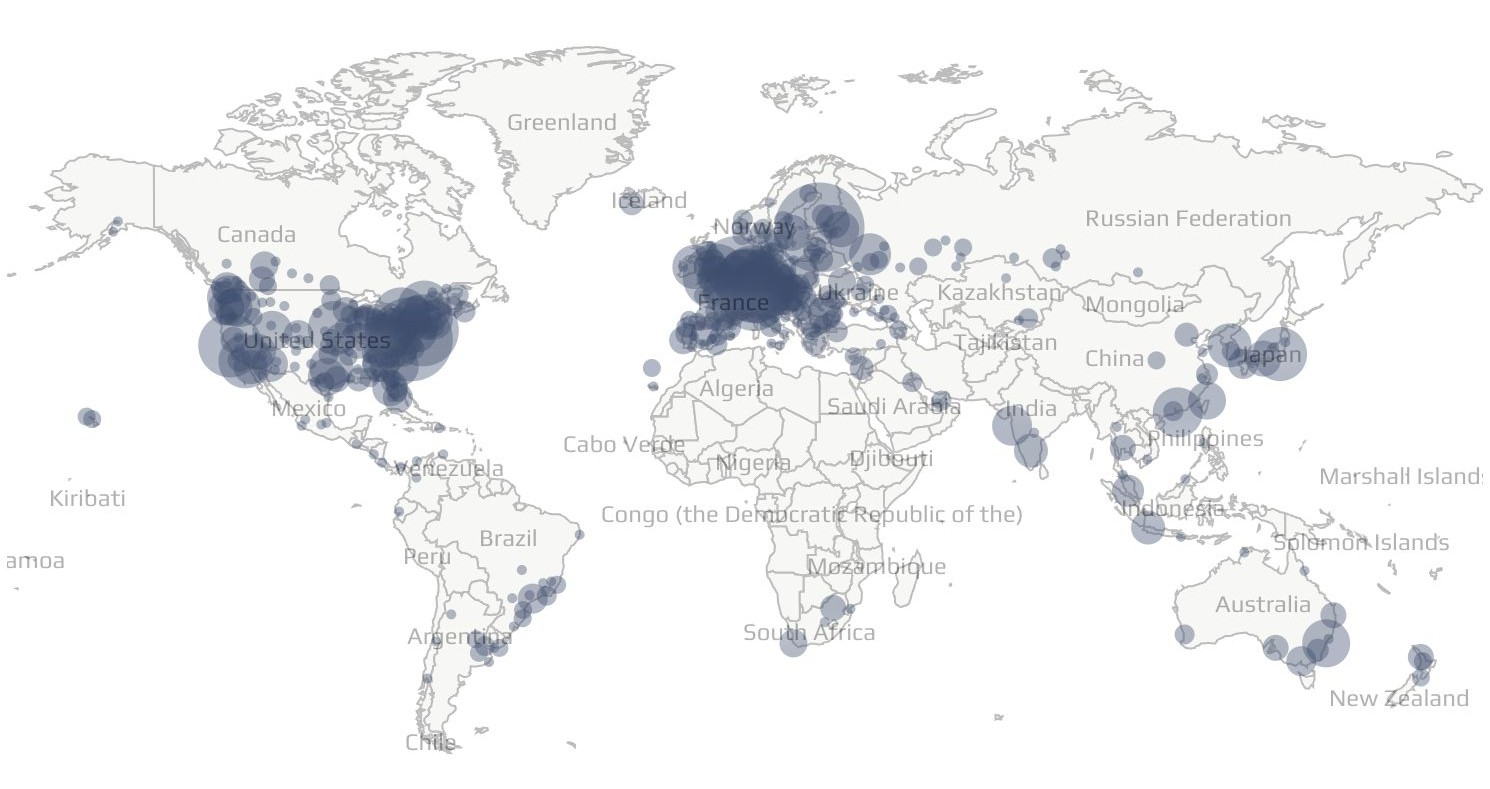 Greenland
Iceland
Canada
Norway
Russian Federation
United States
France
Ukraine
Kazakhstan
Mongolia
Tajikistan
China
Japan
Mexico
Algeria
Saudi Arabia
India
Cabo Verde
Philippines
Venezuela
Nigeria
Djibouti
Kiribati
Marshall Islands
Congo (the Democratic Republic of the)
Indonesia
Brazil
Peru
amoa
Mozambique
Solomon Islands
Argentina
South Africa
Australia
New Zealand
Chile